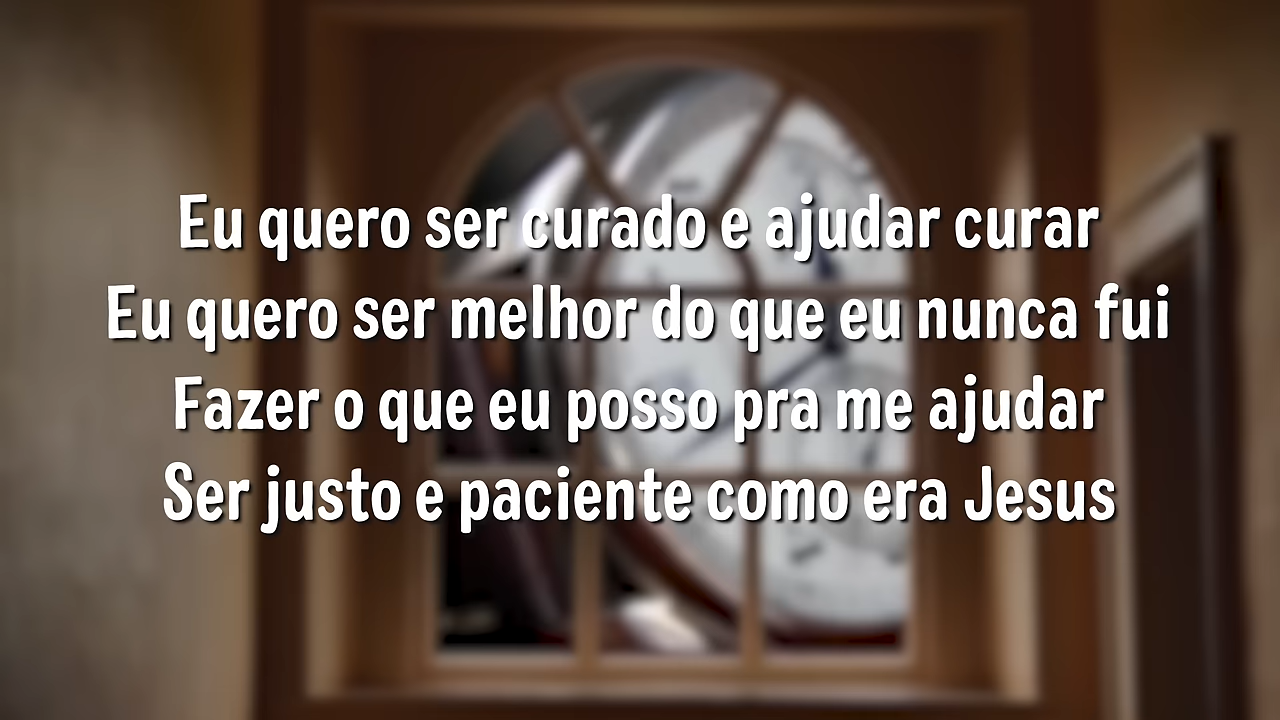 Eu quero ser curado e ajudar curar
Eu quero ser melhor do que eu nunca fui
Fazer o que eu posso pra me ajudar
Ser justo e paciente como era Jesus